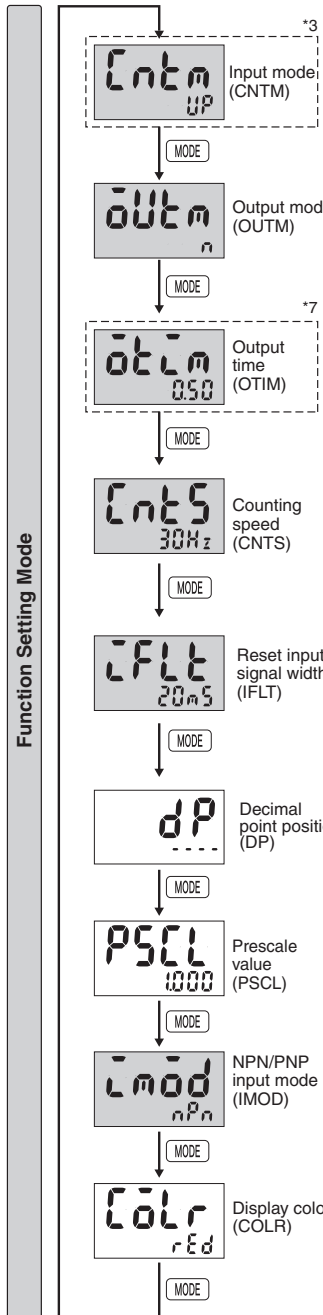 *3
Cntm
UP
Input mode
(CNTM)
MODE
oUtm
n
Output mod
(OUTM)
MODE
*7
otim
0.50
Output
time
(OTIM)
MODE
CntS
30Hz
Counting
speed
(CNTS)
MODE
iFLt
20mS
Reset input
signal width
(IFLT)
MODE
dP
----
Decimal
point positi
(DP)
MODE
PSCL
1.000
Prescale
value
(PSCL)
MODE
imod
nPn
NPN/PNP
input mode
(IMOD)
MODE
CoLr
rEd
Display colo
(COLR)
MODE
Function Setting Mode